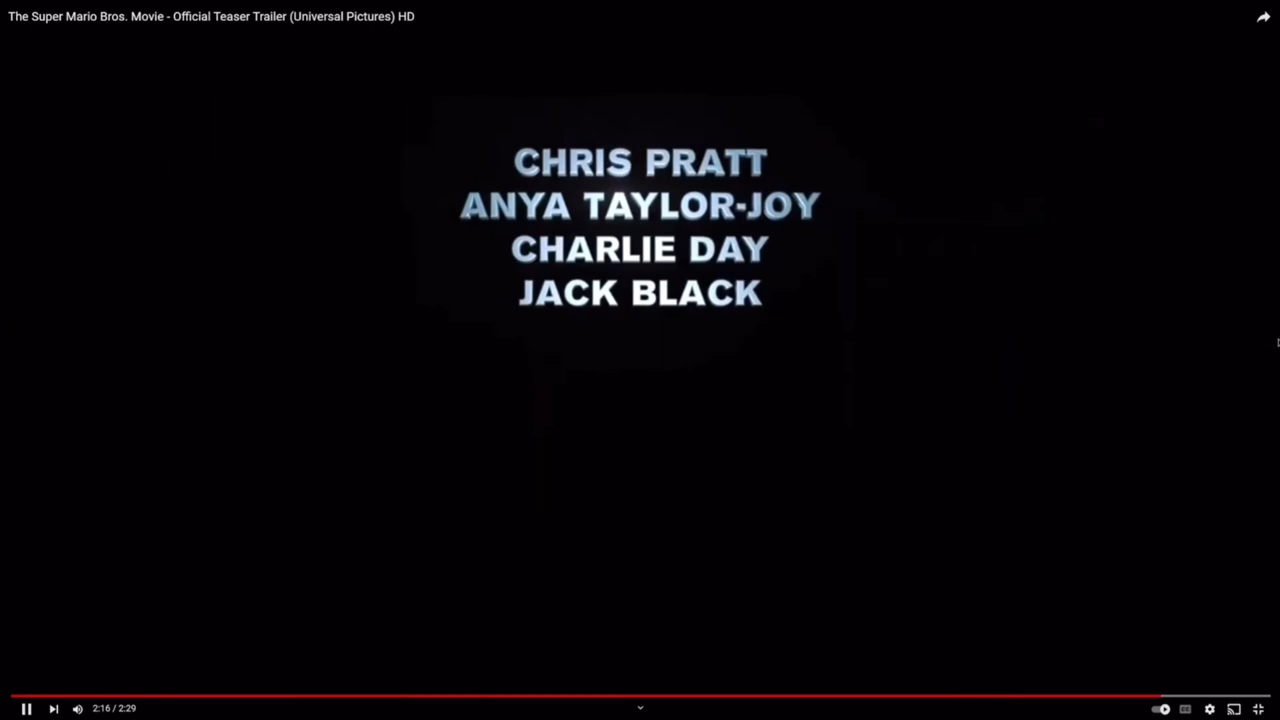 The Super Mario Bros. Movie - Official Teaser Trailer (Universal Pictures) HD
CHRIS PRATT
ANYA TAYLOR-JOY
CHARLIE DAY
JACK BLACK
2:16 / 2:29
CC